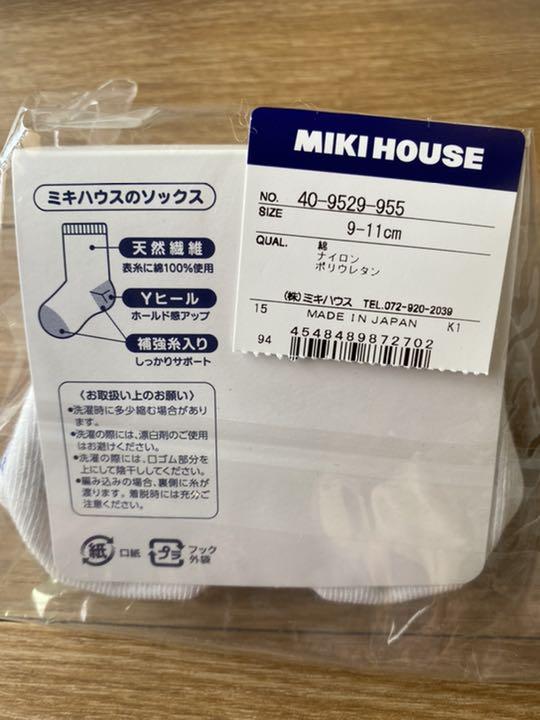 MIKI HOUSE
NO. 40-9529-955
SIZE 9-11cm
QUAL. 綿
ナイロン
ポリウレタン
(株)ミキハウス TEL.072-920-2039
15 MADE IN JAPAN K1
94 4548489872702
ミキハウスのソックス
天然繊維
表糸に綿100%使用
Yヒール
ホールド感アップ
補強糸入り
しっかりサポート
〈お取扱い上のお願い〉
●洗濯時に多少縮む場合があり
ます。
●洗濯の際には、漂白剤のご使用
はお避けください。
●洗濯の際には、口ゴム部分を
上にして陰干ししてください。
●編み込みの場合、裏側に糸が
渡ります。着脱時には充分ご
注意ください。
紙 口紙 プラ フック
外袋